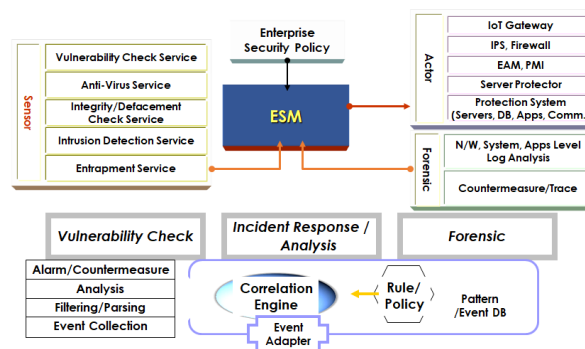 Enterprise
Security Policy
ESM
Sensor
Vulnerability Check Service
Anti-Virus Service
Integrity/Defacement
Check Service
Intrusion Detection Service
Entrapment Service
Actor
IoT Gateway
IPS, Firewall
EAM, PMI
Server Protector
Protection System
(Servers, DB, Apps, Comm.
Forensic
N/W, System, Apps Level
Log Analysis
Countermeasure/Trace
Vulnerability Check
Incident Response /
Analysis
Forensic
Alarm/Countermeasure
Analysis
Filtering/Parsing
Event Collection
Correlation
Engine
Event
Adapter
Rule/
Policy
Pattern
/Event DB